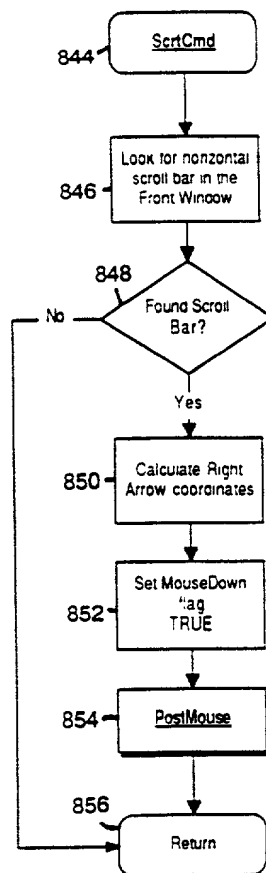 ScrtCmd
844
Look for horizontal
scroll bar in the
Front Window
846
848
No
Found Scroll
Bar?
Yes
Calculate Right
Arrow coordinates
850
Set MouseDown
flag
TRUE
852
PostMouse
854
856
Return